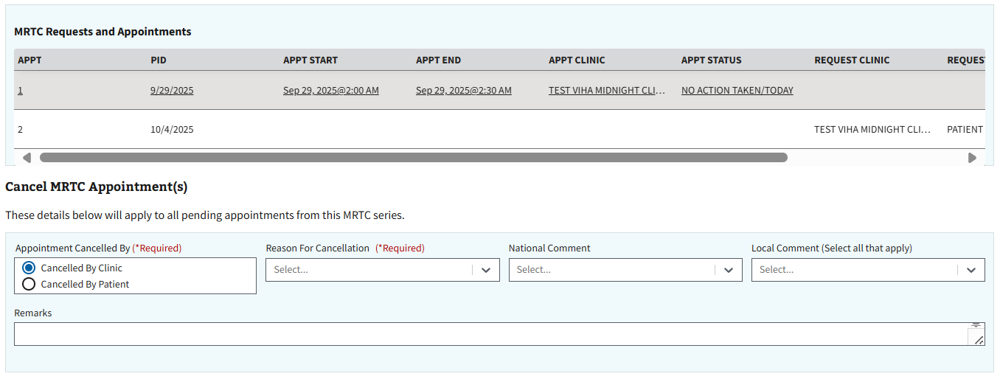 MRTC Requests and Appointments
APPT PID APPT START APPT END APPT CLINIC APPT STATUS REQUEST CLINIC REQUES
1 9/29/2025 Sep 29, 2025@2:00 AM Sep 29, 2025@2:30 AM TEST VIHA MIDNIGHT CLI... NO ACTION TAKEN/TODAY
2 10/4/2025 TEST VIHA MIDNIGHT CLI... PATIENT
Cancel MRTC Appointment(s)
These details below will apply to all pending appointments from this MRTC series.
Appointment Cancelled By (*Required) Reason For Cancellation (*Required) National Comment Local Comment (Select all that apply)
Cancelled By Clinic Select... Select... Select...
Cancelled By Patient
Remarks